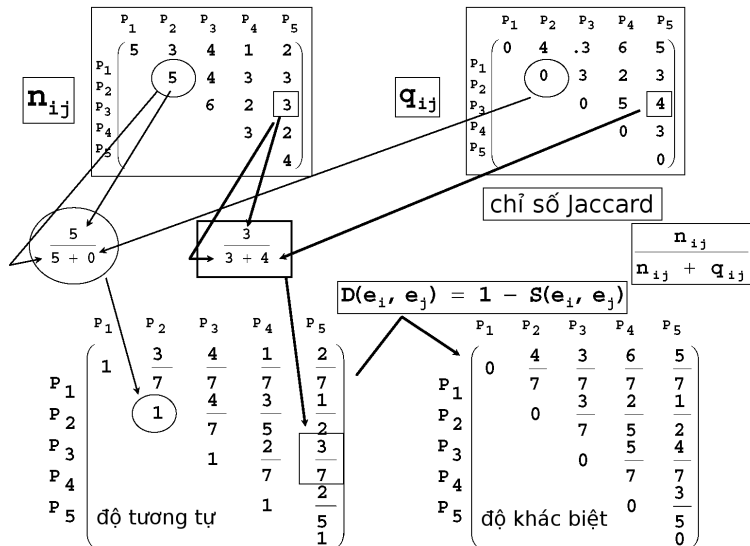 P1 P2 P3 P4 P5
P1 5 3 4 1 2
P2 5 4 3 3
P3 6 2 3
P4 3 2
P5 4
nij
P1 P2 P3 P4 P5
P1 0 4 .3 6 5
P2 0 3 2 3
P3 0 5 4
P4 0 3
P5 0
qij
chỉ số Jaccard
5
5 + 0
3
3 + 4
nij
nij + qij
D(ei, ej) = 1 - S(ei, ej)
P1 P2 P3 P4 P5
P1 1 3/7 4/7 1/7 2/7
P2 1 4/7 3/5 1/2
P3 1 2/7 3/7
P4 1 2/5
P5 1
độ tương tự
P1 P2 P3 P4 P5
P1 0 4/7 3/7 6/7 5/7
P2 0 3/7 2/5 1/2
P3 0 5/7 4/7
P4 0 3/5
P5 0
độ khác biệt